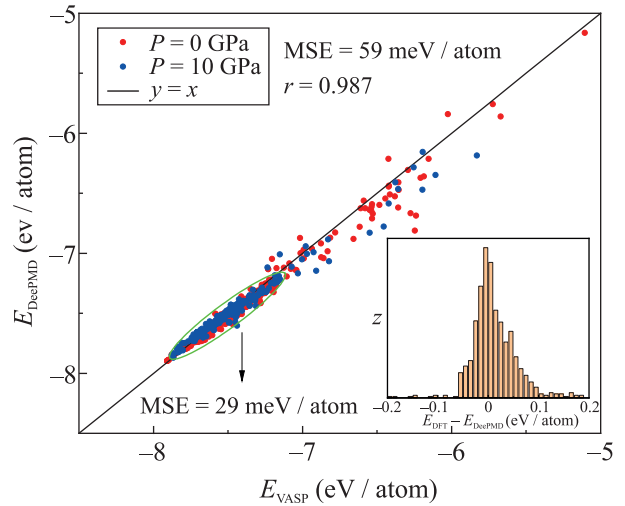 −5
P = 0 GPa
P = 10 GPa
y = x
MSE = 59 meV / atom
r = 0.987
−6
−7
−8
E_DeePMD (ev / atom)
MSE = 29 meV / atom
Z
−0.2 −0.1 0 0.1 0.2
E_DFT − E_DeePMD (eV / atom)
−8 −7 −6 −5
E_VASP (eV / atom)